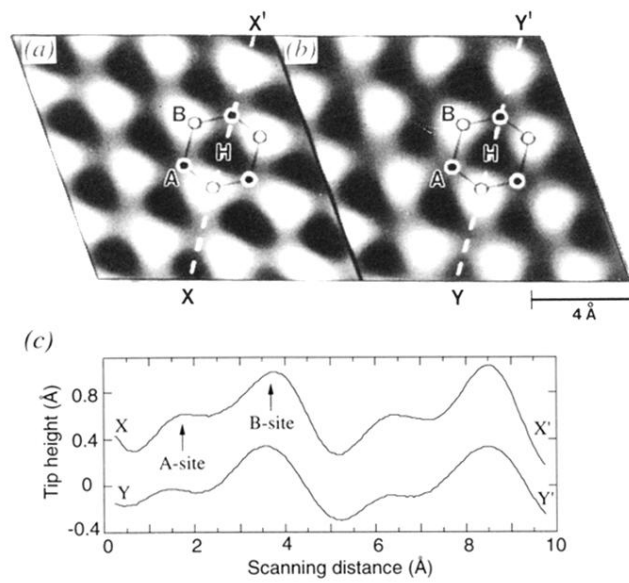 X' Y'
(a) (b)
B B
H H
A A
X Y
4 Å
(c)
Tip height (Å)
0.8
0.4
0
-0.4
X X'
A-site B-site
Y Y'
0 2 4 6 8 10
Scanning distance (Å)